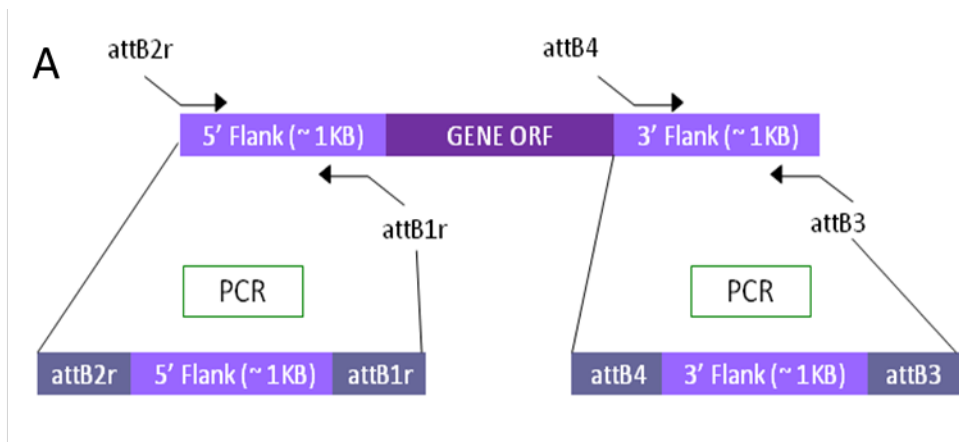 A
attB2r
attB4
5' Flank (~ 1KB) GENE ORF 3' Flank (~ 1KB)
attB1r
attB3
PCR PCR
attB2r 5' Flank (~ 1KB) attB1r attB4 3' Flank (~ 1KB) attB3